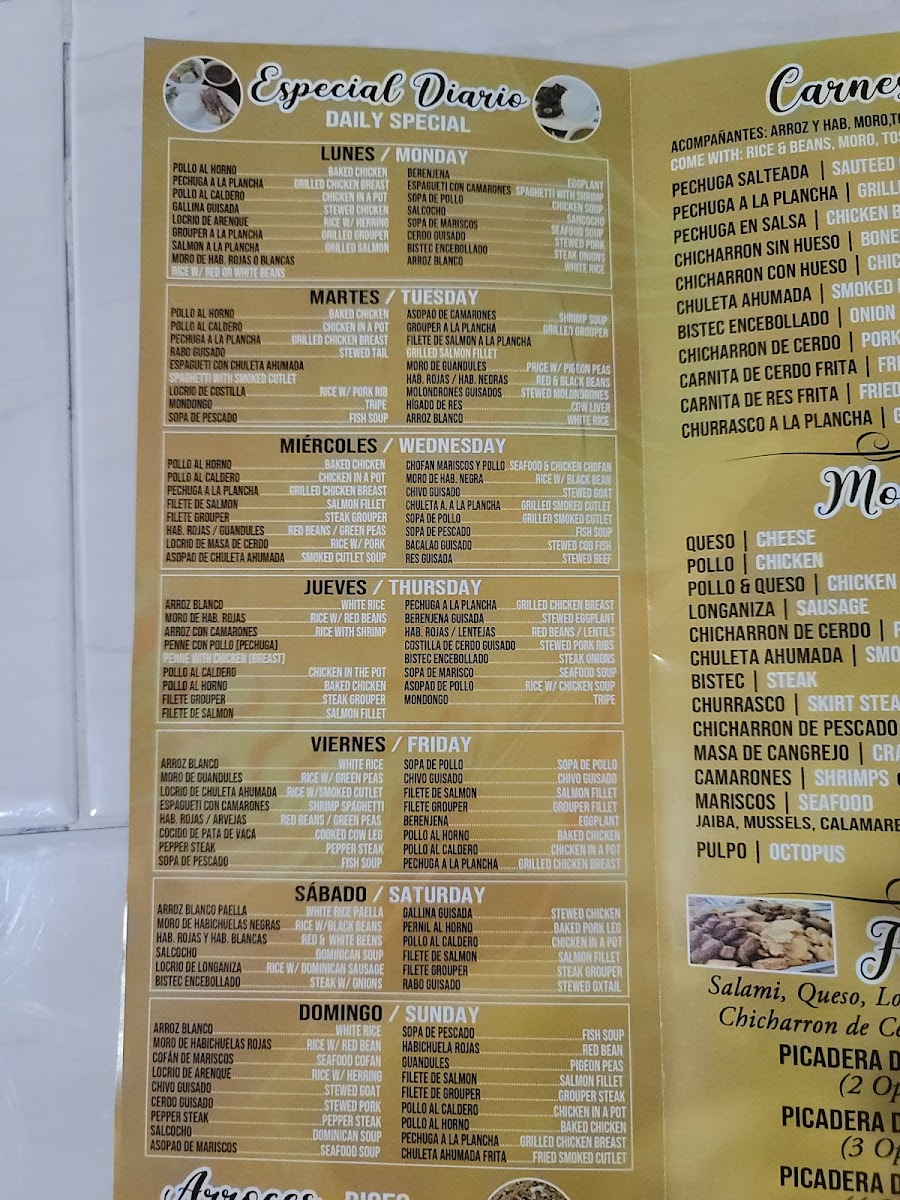 Especial Diario
DAILY SPECIAL
LUNES / MONDAY
POLLO AL HORNO BAKED CHICKEN
PECHUGA A LA PLANCHA GRILLED CHICKEN BREAST
POLLO AL CALDERO CHICKEN IN A POT
GALLINA GUISADA STEWED CHICKEN
LOCRIO DE ARENQUE RICE W/ HERRING
GROUPER A LA PLANCHA GRILLED GROUPER
SALMON A LA PLANCHA GRILLED SALMON
MORO DE HAB. ROJAS O BLANCAS
RICE W/ RED OR WHITE BEANS
BERENJENA EGGPLANT
ESPAGUETI CON CAMARONES SPAGHETTI WITH SHRIMP
SOPA DE POLLO CHICKEN SOUP
SALCOCHO SANCOCHO
SOPA DE MARISCOS SEAFOOD SOUP
CERDO GUISADO STEWED PORK
BISTEC ENCEBOLLADO STEAK ONIONS
ARROZ BLANCO WHITE RICE
MARTES / TUESDAY
POLLO AL HORNO BAKED CHICKEN
POLLO AL CALDERO CHICKEN IN A POT
PECHUGA A LA PLANCHA GRILLED CHICKEN BREAST
RABO GUISADO STEWED TAIL
ESPAGUETI CON CHULETA AHUMADA
SPAGHETTI WITH SMOKED CUTLET
LOCRIO DE COSTILLA RICE W/ PORK RIB
MONDONGO TRIPE
SOPA DE PESCADO FISH SOUP
ASOPAO DE CAMARONES SHRIMP SOUP
GROUPER A LA PLANCHA GRILLED GROUPER
FILETE DE SALMON A LA PLANCHA
GRILLED SALMON FILLET
MORO DE GUANDULES PRICE W/ PIGEON PEAS
HAB. ROJAS / HAB. NEGRAS RED & BLACK BEANS
MOLONDRONES GUISADOS STEWED MOLONDRONES
HÍGADO DE RES COW LIVER
ARROZ BLANCO WHITE RICE
MIÉRCOLES / WEDNESDAY
POLLO AL HORNO BAKED CHICKEN
POLLO AL CALDERO CHICKEN IN A POT
PECHUGA A LA PLANCHA GRILLED CHICKEN BREAST
FILETE DE SALMON SALMON FILLET
FILETE GROUPER STEAK GROUPER
HAB. ROJAS / GUANDULES RED BEANS / GREEN PEAS
LOCRIO DE MASA DE CERDO RICE W/ PORK
ASOPAO DE CHULETA AHUMADA SMOKED CUTLET SOUP
CHOFAN MARISCOS Y POLLO SEAFOOD & CHICKEN CHOFAN
MORO DE HAB. NEGRA RICE W/ BLACK BEAN
CHIVO GUISADO STEWED GOAT
CHULETA A. A LA PLANCHA GRILLED SMOKED CUTLET
SOPA DE POLLO GRILLED SMOKED CUTLET
SOPA DE PESCADO FISH SOUP
BACALAO GUISADO STEWED COD FISH
RES GUISADA STEWED BEEF
JUEVES / THURSDAY
ARROZ BLANCO WHITE RICE
MORO DE HAB. ROJAS RICE W/ RED BEANS
ARROZ CON CAMARONES RICE WITH SHRIMP
PENNE CON POLLO (PECHUGA)
PENNE WITH CHICKEN (BREAST)
POLLO AL CALDERO CHICKEN IN THE POT
POLLO AL HORNO BAKED CHICKEN
FILETE GROUPER STEAK GROUPER
FILETE DE SALMON SALMON FILLET
PECHUGA A LA PLANCHA GRILLED CHICKEN BREAST
BERENJENA GUISADA STEWED EGGPLANT
HAB. ROJAS / LENTEJAS RED BEANS / LENTILS
COSTILLA DE CERDO GUISADO STEWED PORK RIBS
BISTEC ENCEBOLLADO STEAK ONIONS
SOPA DE MARISCO SEAFOOD SOUP
ASOPAO DE POLLO RICE W/ CHICKEN SOUP
MONDONGO TRIPE
VIERNES / FRIDAY
ARROZ BLANCO WHITE RICE
MORO DE GUANDULES RICE W/ GREEN PEAS
LOCRIO DE CHULETA AHUMADA RICE W/SMOKED CUTLET
ESPAGUETI CON CAMARONES SHRIMP SPAGHETTI
HAB. ROJAS / ARVEJAS RED BEANS / GREEN PEAS
COCIDO DE PATA DE VACA COOKED COW LEG
PEPPER STEAK PEPPER STEAK
SOPA DE PESCADO FISH SOUP
SOPA DE POLLO SOPA DE POLLO
CHIVO GUISADO CHIVO GUISADO
FILETE DE SALMON SALMON FILLET
FILETE GROUPER GROUPER FILLET
BERENJENA EGGPLANT
POLLO AL HORNO BAKED CHICKEN
POLLO AL CALDERO CHICKEN IN A POT
PECHUGA A LA PLANCHA GRILLED CHICKEN BREAST
SÁBADO / SATURDAY
ARROZ BLANCO PAELLA WHITE RICE PAELLA
MORO DE HABICHUELAS NEGRAS RICE W/BLACK BEANS
HAB. ROJAS Y HAB. BLANCAS RED & WHITE BEENS
SALCOCHO DOMINICAN SOUP
LOCRIO DE LONGANIZA RICE W/ DOMINICAN SAUSAGE
BISTEC ENCEBOLLADO STEAK W/ ONIONS
GALLINA GUISADA STEWED CHICKEN
PERNIL AL HORNO BAKED PORK LEG
POLLO AL CALDERO CHICKEN IN A POT
FILETE DE SALMON SALMON FILLET
FILETE GROUPER STEAK GROUPER
RABO GUISADO STEWED OXTAIL
DOMINGO / SUNDAY
ARROZ BLANCO WHITE RICE
MORO DE HABICHUELAS ROJAS RICE W/ RED BEAN
COFÁN DE MARISCOS SEAFOOD COFAN
LOCRIO DE ARENQUE RICE W/ HERRING
CHIVO GUISADO STEWED GOAT
CERDO GUISADO STEWED PORK
PEPPER STEAK PEPPER STEAK
SALCOCHO DOMINICAN SOUP
ASOPAO DE MARISCOS SEAFOOD SOUP
SOPA DE PESCADO FISH SOUP
HABICHUELA ROJAS RED BEAN
GUANDULES PIGEON PEAS
FILETE DE SALMON SALMON FILLET
FILETE DE GROUPER GROUPER STEAK
POLLO AL CALDERO CHICKEN IN A POT
POLLO AL HORNO BAKED CHICKEN
PECHUGA A LA PLANCHA GRILLED CHICKEN BREAST
CHULETA AHUMADA FRITA FRIED SMOKED CUTLET
Arroces RICES
Carnes
ACOMPAÑANTES: ARROZ Y HAB, MORO,
COME WITH: RICE & BEANS, MORO,
PECHUGA SALTEADA | SAUTEED
PECHUGA A LA PLANCHA |
PECHUGA EN SALSA | CHICKEN
CHICHARRON SIN HUESO |
CHICHARRON CON HUESO |
CHULETA AHUMADA | SMOKED
BISTEC ENCEBOLLADO | ONION
CHICHARRON DE CERDO | PORK
CARNITA DE CERDO FRITA |
CARNITA DE RES FRITA | FRIED
CHURRASCO A LA PLANCHA |
Mo
QUESO | CHEESE
POLLO | CHICKEN
POLLO & QUESO | CHICKEN
LONGANIZA | SAUSAGE
CHICHARRON DE CERDO |
CHULETA AHUMADA |
BISTEC | STEAK
CHURRASCO | SKIRT
CHICHARRON DE PESCADO
MASA DE CANGREJO |
CAMARONES | SHRIMPS
MARISCOS | SEAFOOD
JAIBA, MUSSELS,
PULPO | OCTOPUS
Salami, Queso,
Chicharron de
PICADERA
(2
PICADERA
(3
PICADERA